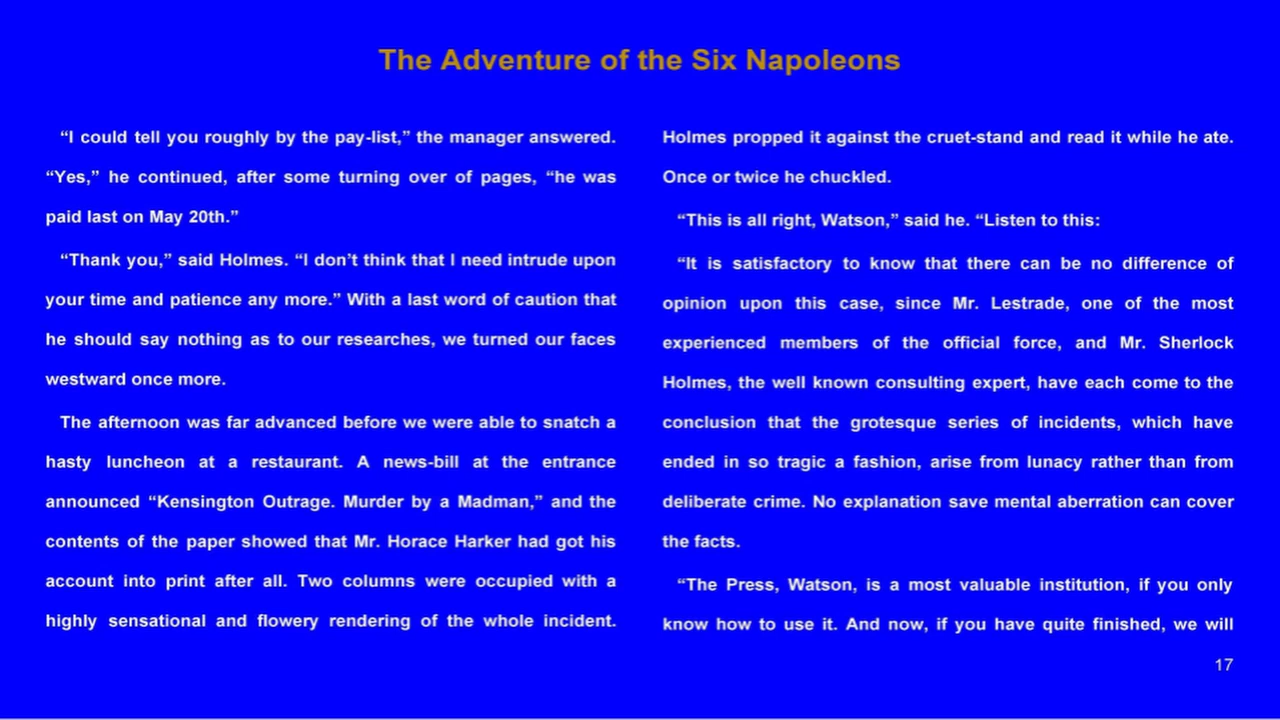 The Adventure of the Six Napoleons
“I could tell you roughly by the pay-list,” the manager answered.
“Yes,” he continued, after some turning over of pages, “he was
paid last on May 20th.”
“Thank you,” said Holmes. “I don’t think that I need intrude upon
your time and patience any more.” With a last word of caution that
he should say nothing as to our researches, we turned our faces
westward once more.
The afternoon was far advanced before we were able to snatch a
hasty luncheon at a restaurant. A news-bill at the entrance
announced “Kensington Outrage. Murder by a Madman,” and the
contents of the paper showed that Mr. Horace Harker had got his
account into print after all. Two columns were occupied with a
highly sensational and flowery rendering of the whole incident.
Holmes propped it against the cruet-stand and read it while he ate.
Once or twice he chuckled.
“This is all right, Watson,” said he. “Listen to this:
“It is satisfactory to know that there can be no difference of
opinion upon this case, since Mr. Lestrade, one of the most
experienced members of the official force, and Mr. Sherlock
Holmes, the well known consulting expert, have each come to the
conclusion that the grotesque series of incidents, which have
ended in so tragic a fashion, arise from lunacy rather than from
deliberate crime. No explanation save mental aberration can cover
the facts.
“The Press, Watson, is a most valuable institution, if you only
know how to use it. And now, if you have quite finished, we will
17